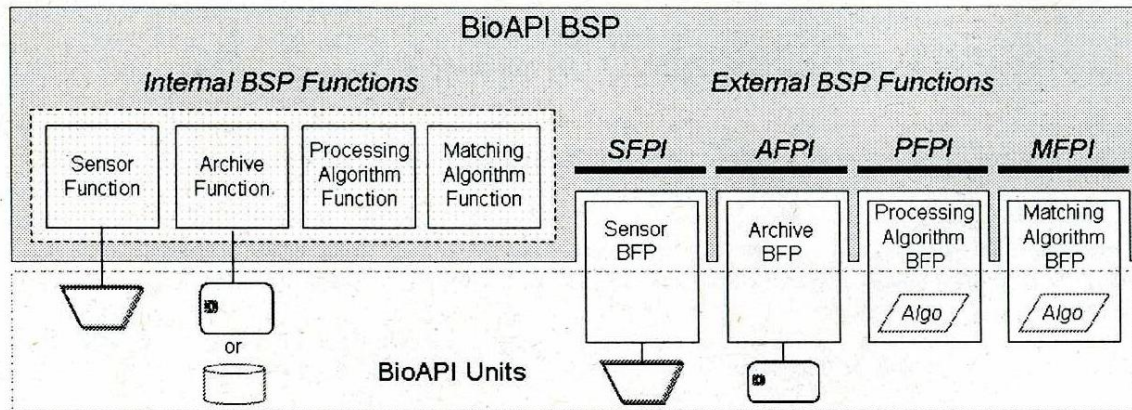 BioAPI BSP
Internal BSP Functions
External BSP Functions
Sensor
Function
Archive
Function
Processing
Algorithm
Function
Matching
Algorithm
Function
SFPI
AFPI
PFPI
MFPI
Sensor
BFP
Archive
BFP
Processing
Algorithm
BFP
Algo
Matching
Algorithm
BFP
Algo
or
BioAPI Units